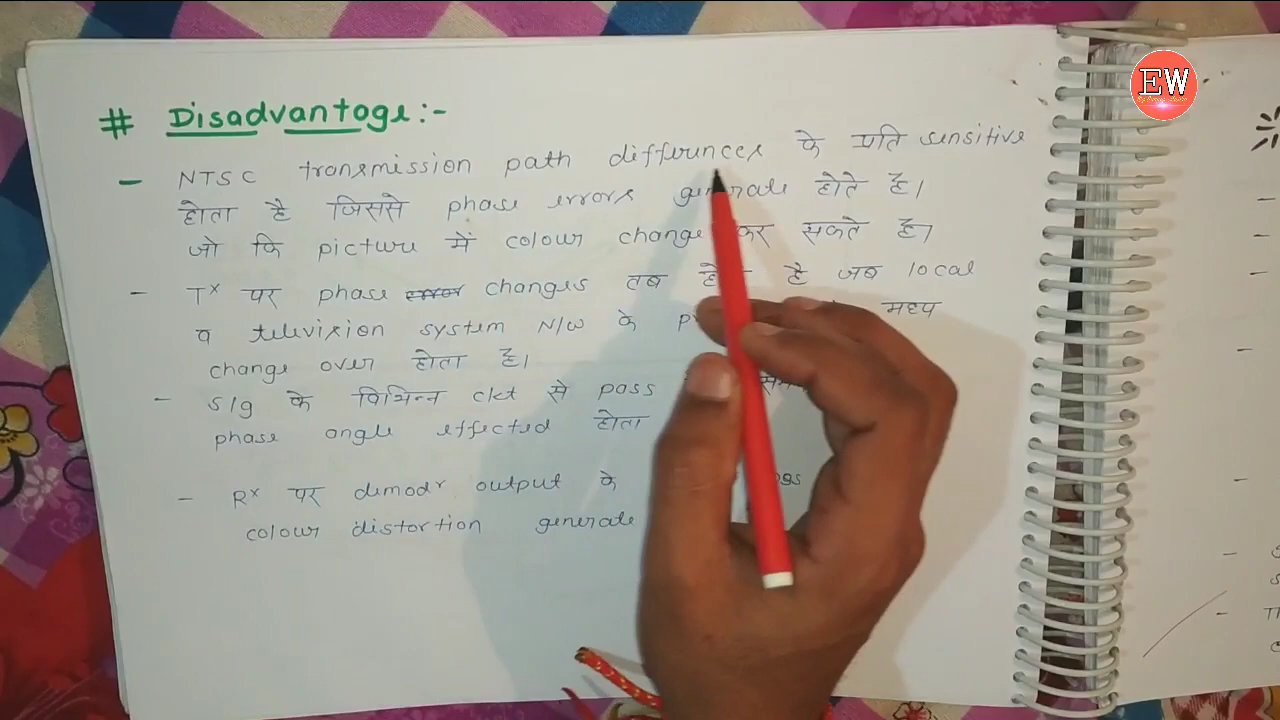 # Disadvantage:-
- NTSC transmission path differences के प्रति sensitive
होता है जिससे phase errors generate होते है।
जो कि picture में colour change कर सकते है।
- Tx पर phase changes तब होता है जब local
व television system N/W के मध्य
change over होता है।
- S/g के विभिन्न ckt से pass
phase angle effected होता
- Rx पर demodr output के
colour distortion generate
EW